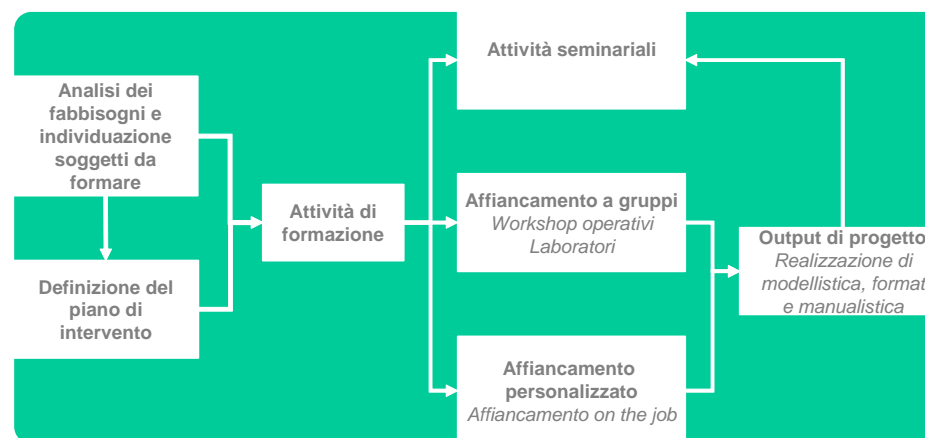 Analisi dei
fabbisogni e
individuazione
soggetti da
formare
Definizione del
piano di
intervento
Attività di
formazione
Attività seminariali
Affiancamento a gruppi
Workshop operativi
Laboratori
Affiancamento
personalizzato
Affiancamento on the job
Output di progetto
Realizzazione di
modellistica, format
e manualistica